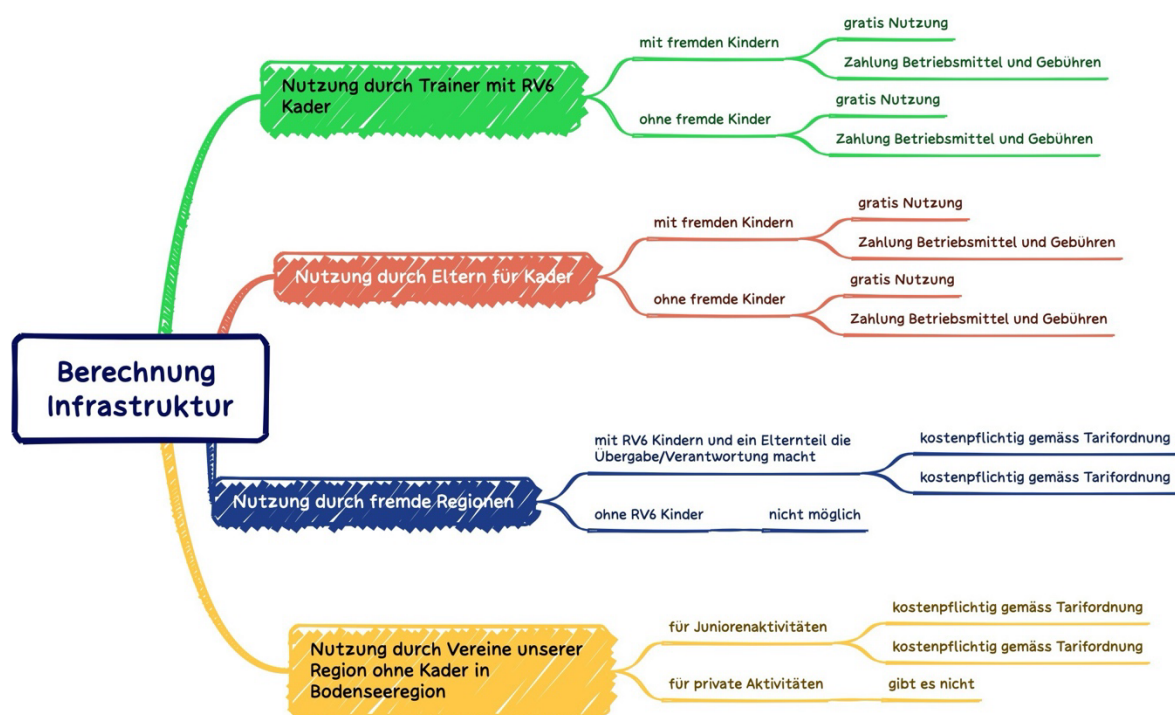 Berechnung
Infrastruktur
Nutzung durch Trainer mit RV6
Kader
mit fremden Kindern
gratis Nutzung
Zahlung Betriebsmittel und Gebühren
ohne fremde Kinder
gratis Nutzung
Zahlung Betriebsmittel und Gebühren
Nutzung durch Eltern für Kader
mit fremden Kindern
gratis Nutzung
Zahlung Betriebsmittel und Gebühren
ohne fremde Kinder
gratis Nutzung
Zahlung Betriebsmittel und Gebühren
Nutzung durch fremde Regionen
mit RV6 Kindern und ein Elternteil die
Übergabe/Verantwortung macht
kostenpflichtig gemäss Tarifordnung
kostenpflichtig gemäss Tarifordnung
ohne RV6 Kinder
nicht möglich
Nutzung durch Vereine unserer
Region ohne Kader in
Bodenseeregion
für Juniorenaktivitäten
kostenpflichtig gemäss Tarifordnung
kostenpflichtig gemäss Tarifordnung
für private Aktivitäten
gibt es nicht